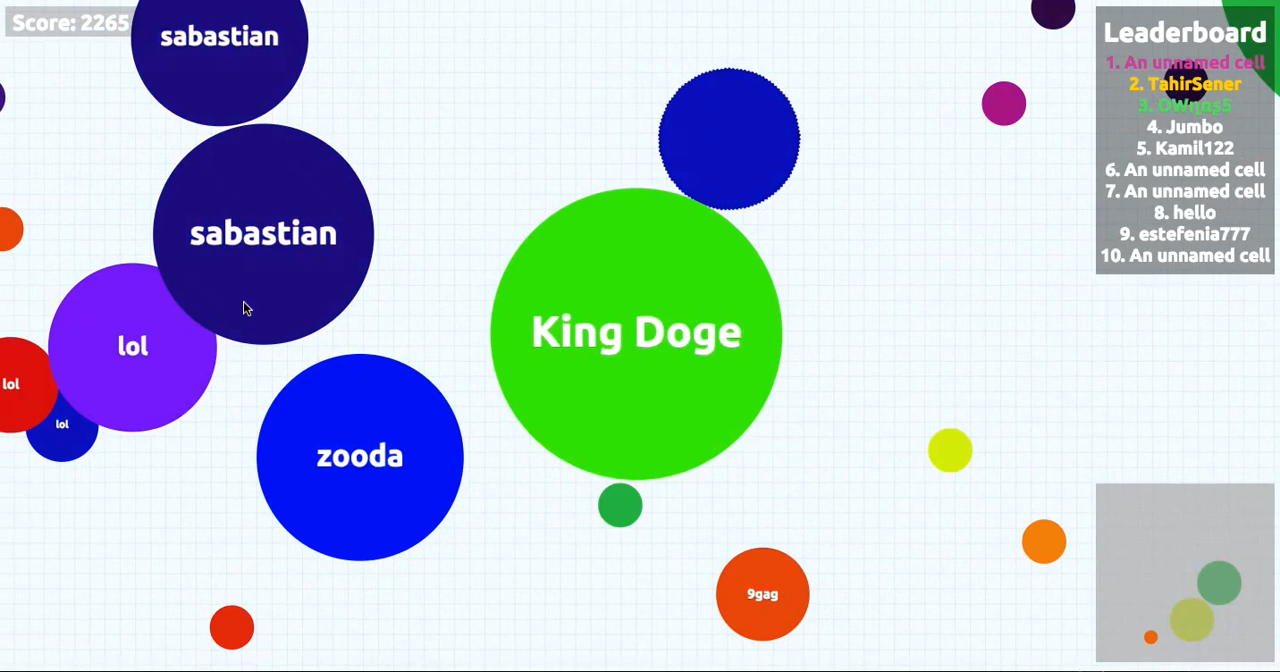 Score: 2265
sabastian
sabastian
lol
lol
lol
zooda
King Doge
9gag
Leaderboard
1. An unnamed cell
2. TahirSener
4. Jumbo
5. Kamil122
6. An unnamed cell
7. An unnamed cell
8. hello
9. estefenia777
10. An unnamed cell